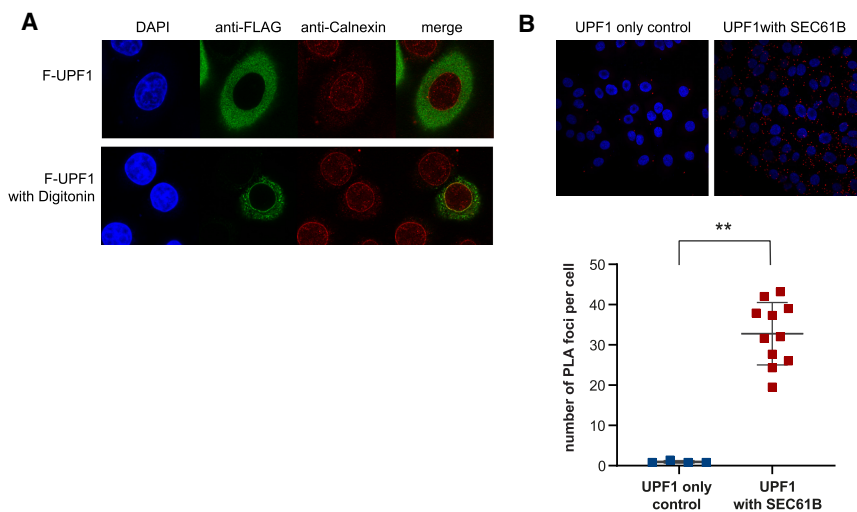 A
DAPI anti-FLAG anti-Calnexin merge
F-UPF1
F-UPF1
with Digitonin
B
UPF1 only control UPF1with SEC61B
**
number of PLA foci per cell
50
40
30
20
10
0
UPF1 only
control
UPF1
with SEC61B